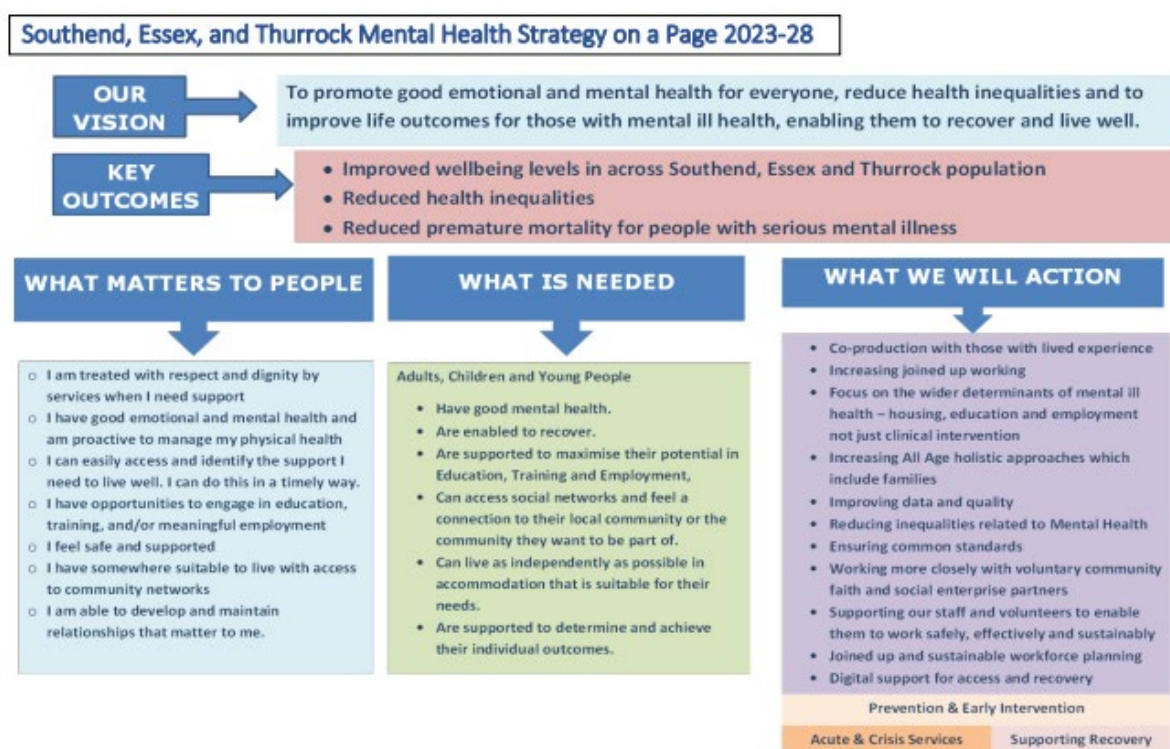 Southend, Essex, and Thurrock Mental Health Strategy on a Page 2023-28
OUR
VISION
To promote good emotional and mental health for everyone, reduce health inequalities and to
improve life outcomes for those with mental ill health, enabling them to recover and live well.
KEY
OUTCOMES
• Improved wellbeing levels in across Southend, Essex and Thurrock population
• Reduced health inequalities
• Reduced premature mortality for people with serious mental illness
WHAT MATTERS TO PEOPLE
o I am treated with respect and dignity by
services when I need support
o I have good emotional and mental health and
am proactive to manage my physical health
o I can easily access and identify the support I
need to live well. I can do this in a timely way.
o I have opportunities to engage in education,
training, and/or meaningful employment
o I feel safe and supported
o I have somewhere suitable to live with access
to community networks
o I am able to develop and maintain
relationships that matter to me.
WHAT IS NEEDED
Adults, Children and Young People
• Have good mental health.
• Are enabled to recover.
• Are supported to maximise their potential in
Education, Training and Employment,
• Can access social networks and feel a
connection to their local community or the
community they want to be part of.
• Can live as independently as possible in
accommodation that is suitable for their
needs.
• Are supported to determine and achieve
their individual outcomes.
WHAT WE WILL ACTION
• Co-production with those with lived experience
• Increasing joined up working
• Focus on the wider determinants of mental ill
health – housing, education and employment
not just clinical intervention
• Increasing All Age holistic approaches which
include families
• Improving data and quality
• Reducing inequalities related to Mental Health
• Ensuring common standards
• Working more closely with voluntary community
faith and social enterprise partners
• Supporting our staff and volunteers to enable
them to work safely, effectively and sustainably
• Joined up and sustainable workforce planning
• Digital support for access and recovery
Prevention & Early Intervention
Acute & Crisis Services
Supporting Recovery